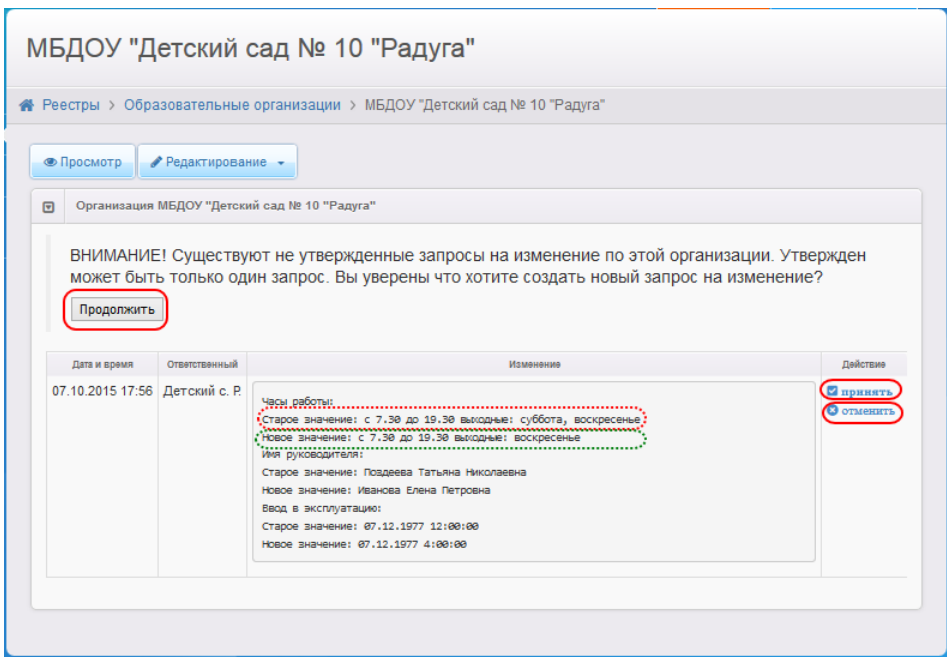 МБДОУ "Детский сад № 10 "Радуга"
Реестры > Образовательные организации > МБДОУ "Детский сад № 10 "Радуга"
Просмотр Редактирование
Организация МБДОУ "Детский сад № 10 "Радуга"
ВНИМАНИЕ! Существуют не утвержденные запросы на изменение по этой организации. Утвержден
может быть только один запрос. Вы уверены что хотите создать новый запрос на изменение?
Продолжить
Дата и время Ответственный Изменение Действие
07.10.2015 17:56 Детский с. Р. принять
отменить
Часы работы:
Старое значение: с 7.30 до 19.30 выходные: суббота, воскресенье
Новое значение: с 7.30 до 19.30 выходные: воскресенье
Имя руководителя:
Старое значение: Поздеева Татьяна Николаевна
Новое значение: Иванова Елена Петровна
Ввод в эксплуатацию:
Старое значение: 07.12.1977 12:00:00
Новое значение: 07.12.1977 4:00:00